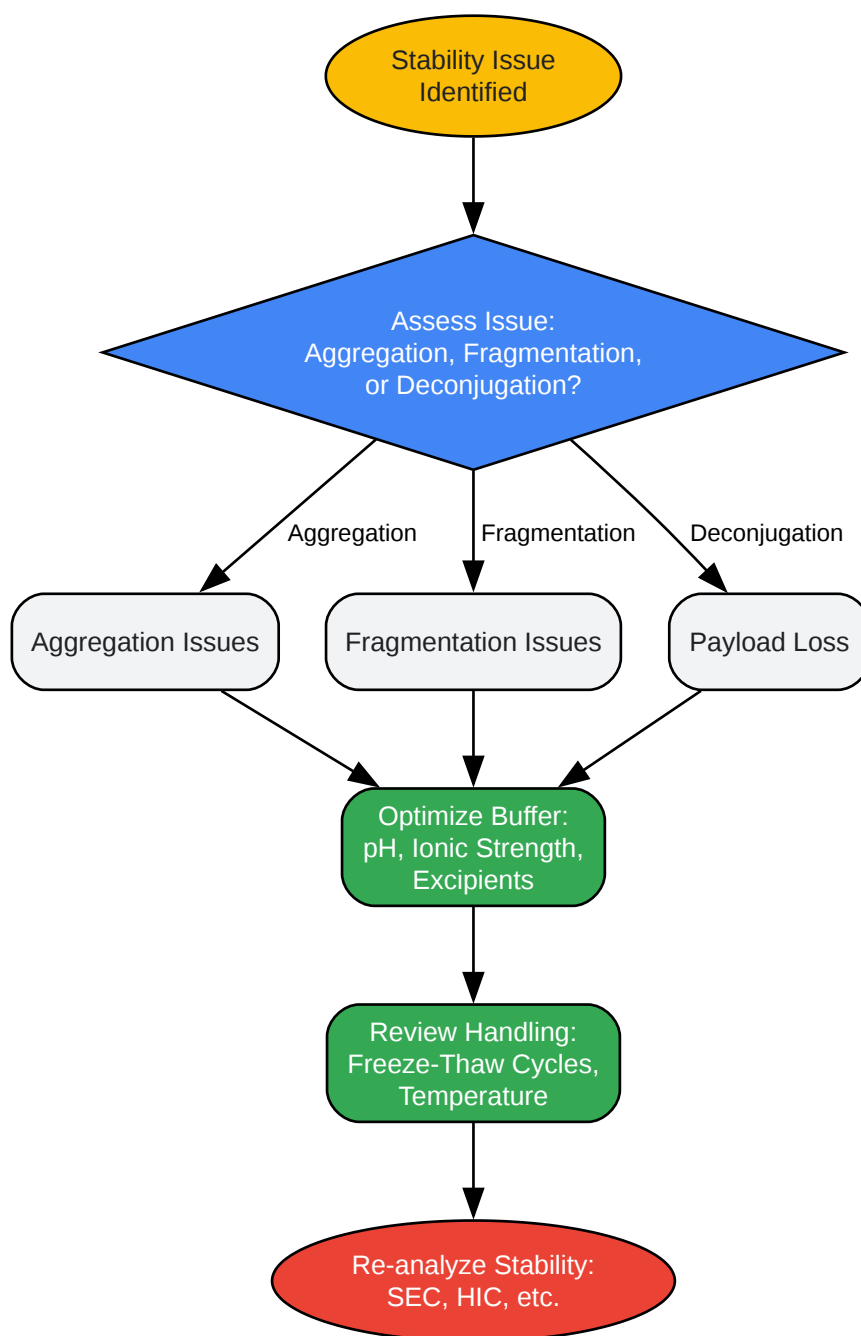 Stability Issue
Identified
Assess Issue:
Aggregation, Fragmentation,
or Deconjugation?
Aggregation
Fragmentation
Deconjugation
Aggregation Issues
Fragmentation Issues
Payload Loss
Optimize Buffer:
pH, Ionic Strength,
Excipients
Review Handling:
Freeze-Thaw Cycles,
Temperature
Re-analyze Stability:
SEC, HIC, etc.